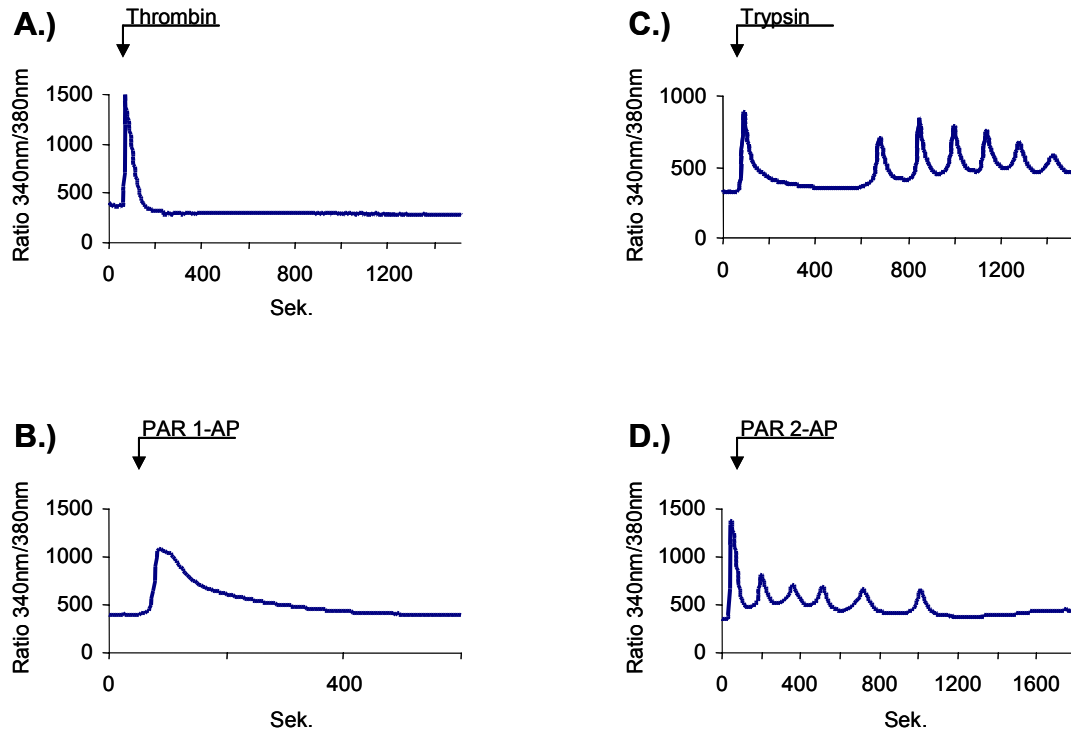 A.)
Thrombin
Ratio 340nm/380nm
1500
1000
500
0
0 400 800 1200
Sek.
C.)
Trypsin
Ratio 340nm/380nm
1000
500
0
0 400 800 1200
B.)
PAR 1-AP
Ratio 340nm/380nm
1500
1000
500
0
0 400
Sek.
D.)
PAR 2-AP
Ratio 340nm/380nm
1500
1000
500
0
0 400 800 1200 1600
Sek.